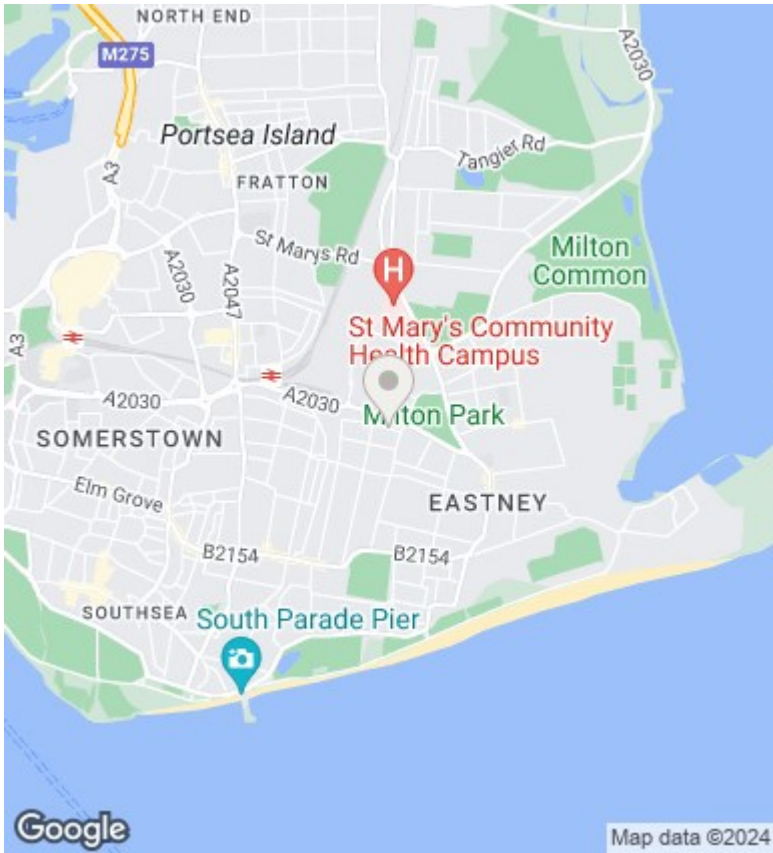 NORTH END
M275
A2030
Portsea Island
Tangier Rd
A3
FRATTON
St Marys Rd
Milton
Common
A2030
A2047
H
St Mary's Community
Health Campus
A3
A2030
A2030
Milton Park
SOMERSTOWN
Elm Grove
EASTNEY
B2154
B2154
SOUTHSEA
South Parade Pier
Google
Map data ©2024